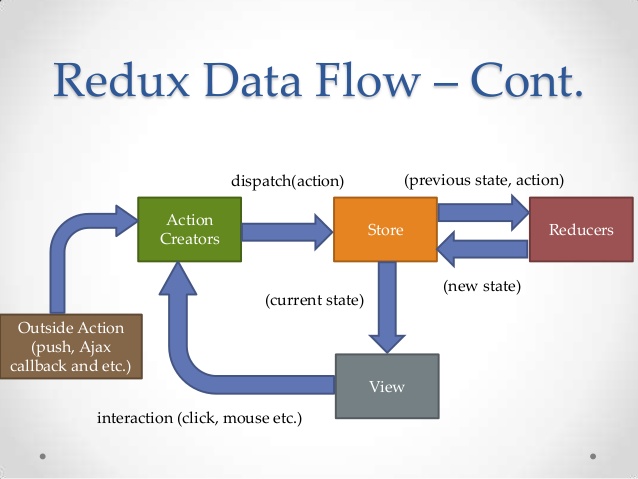 Redux Data Flow – Cont.
dispatch(action)
(previous state, action)
Action
Creators
Store
Reducers
(current state)
(new state)
Outside Action
(push, Ajax
callback and etc.)
View
interaction (click, mouse etc.)